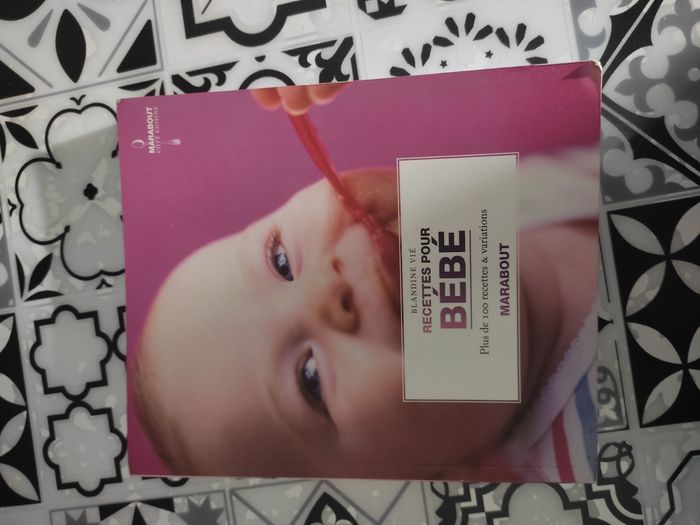 MARABOUT
CÔTÉ CUISINE
BLANDINE VIÉ
RECETTES POUR
BÉBÉ
Plus de 100 recettes & variations
MARABOUT